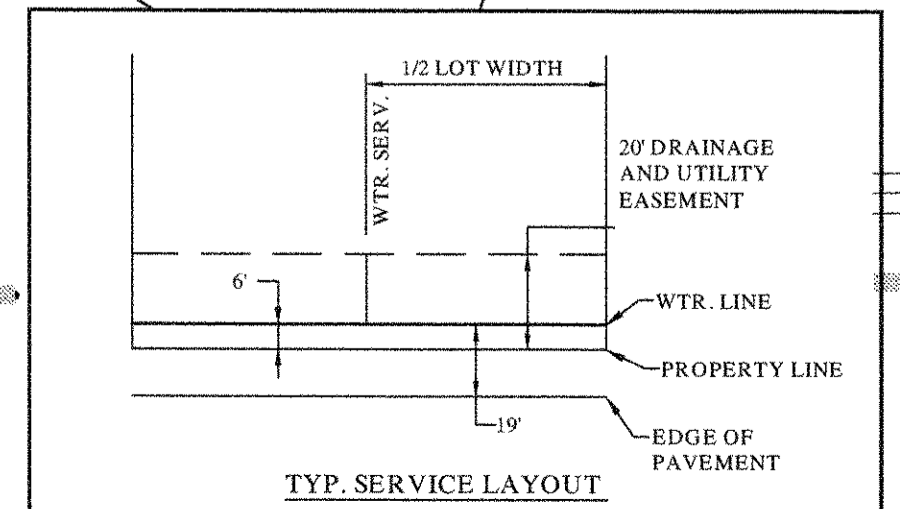 1/2 LOT WIDTH
WTR. SERV.
20' DRAINAGE
AND UTILITY
EASEMENT
6'
WTR. LINE
PROPERTY LINE
19'
EDGE OF
PAVEMENT
TYP. SERVICE LAYOUT